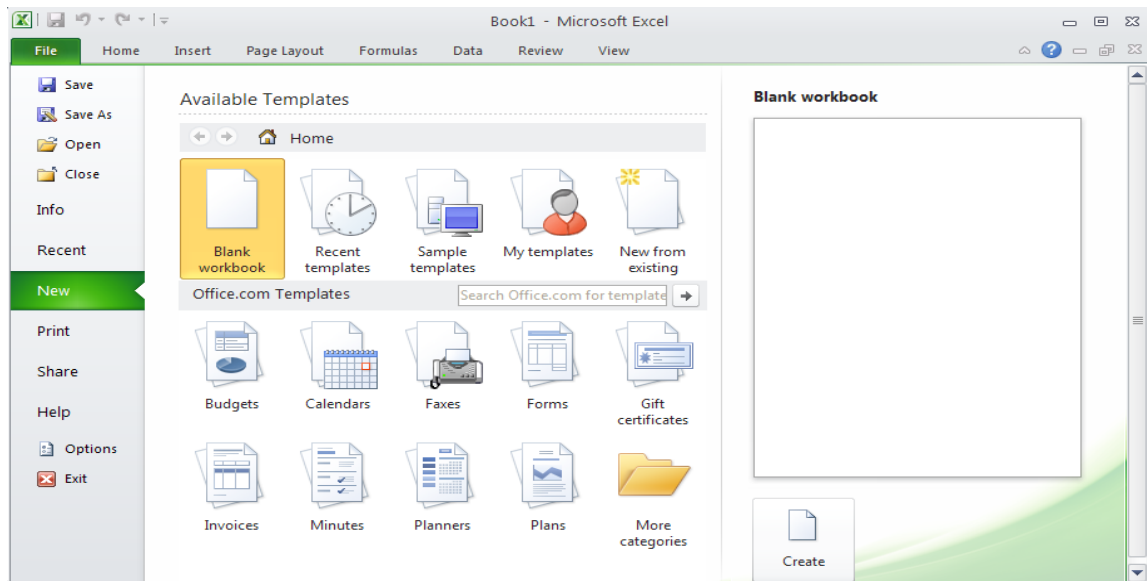 Book1 - Microsoft Excel
File Home Insert Page Layout Formulas Data Review View
Save
Save As
Open
Close
Info
Recent
New
Print
Share
Help
Options
Exit
Available Templates
Home
Blank workbook
Recent templates
Sample templates
My templates
New from existing
Office.com Templates
Search Office.com for template
Budgets
Calendars
Faxes
Forms
Gift certificates
Invoices
Minutes
Planners
Plans
More categories
Blank workbook
Create